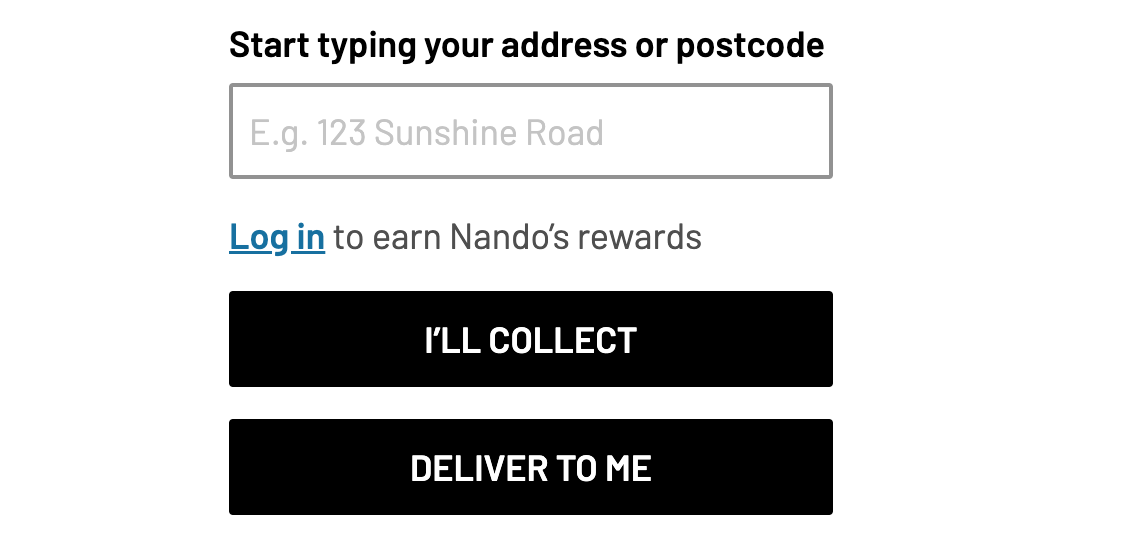 Start typing your address or postcode
E.g. 123 Sunshine Road
Log in to earn Nando’s rewards
I’LL COLLECT
DELIVER TO ME